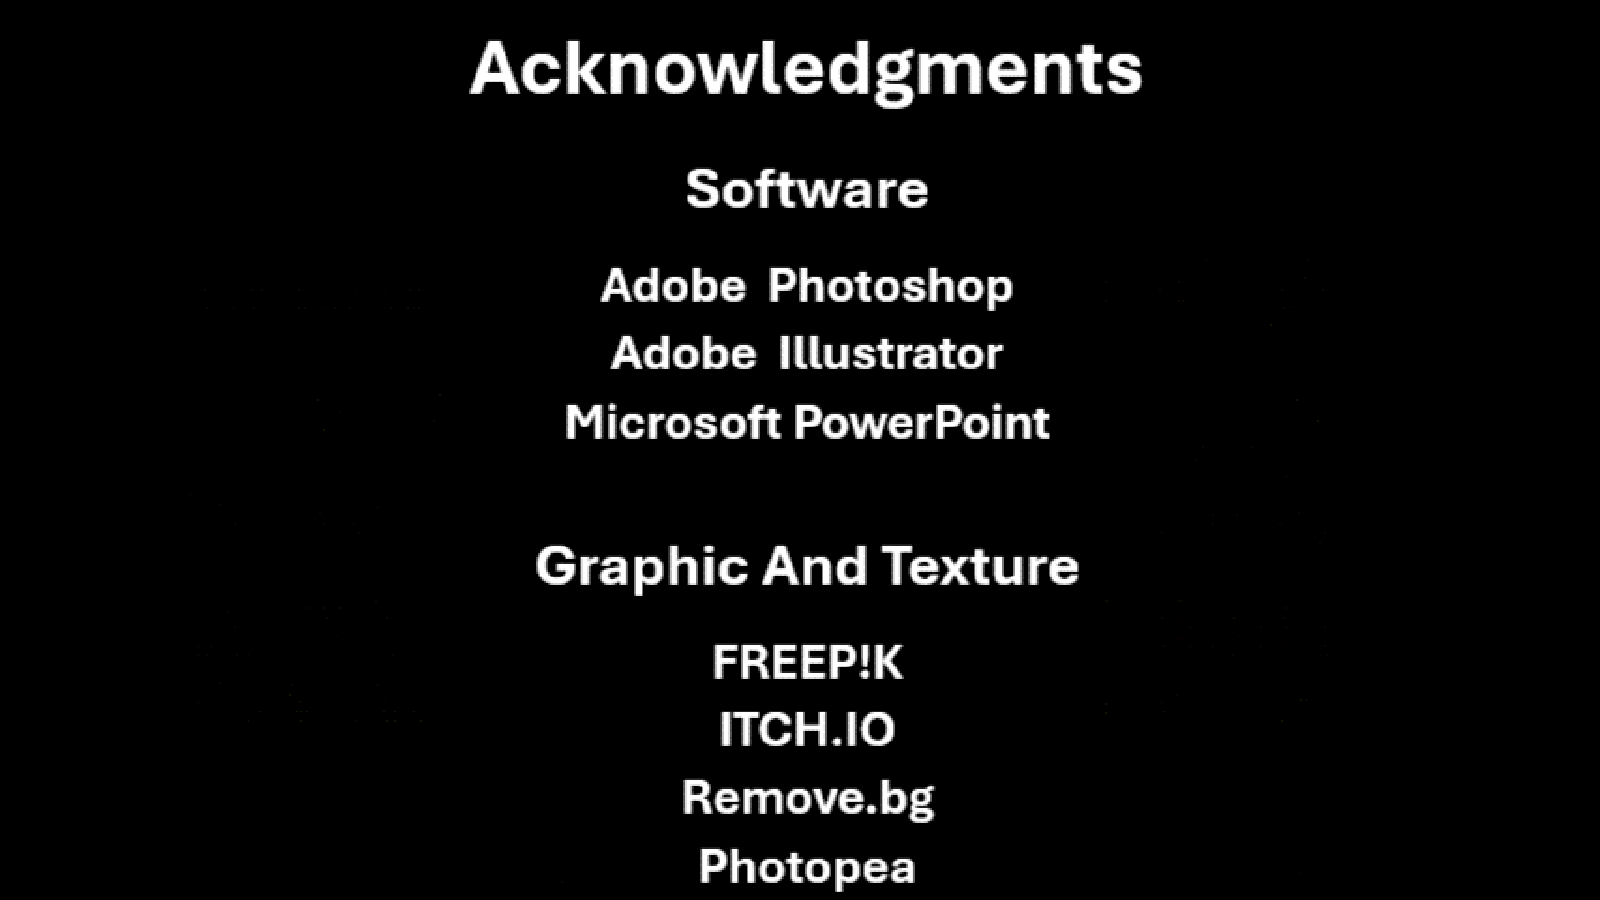 Acknowledgments
Software
Adobe Photoshop
Adobe Illustrator
Microsoft PowerPoint
Graphic And Texture
FREEP!K
ITCH.IO
Remove.bg
Photopea